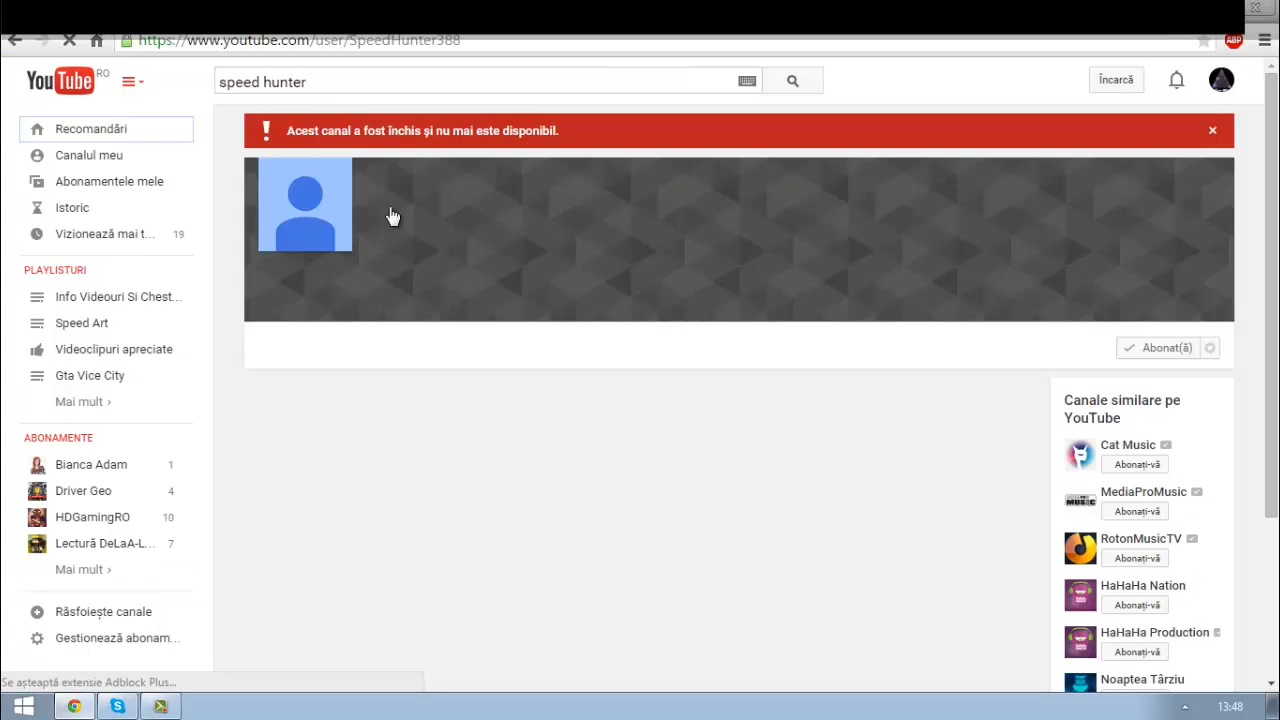 https://www.youtube.com/user/SpeedHunter388
ABP
YouTube RO
speed hunter
Încarcă
Recomandări
Canalul meu
Abonamentele mele
Istoric
Vizionează mai t... 19
PLAYLISTURI
Info Videouri Si Chest...
Speed Art
Videoclipuri apreciate
Gta Vice City
Mai mult ›
ABONAMENTE
Bianca Adam 1
Driver Geo 4
HDGamingRO 10
Lectură DeLaA-L... 7
Mai mult ›
Răsfoiește canale
Gestionează abonam...
Acest canal a fost închis și nu mai este disponibil.
Abonat(ă)
Canale similare pe
YouTube
Cat Music
Abonați-vă
MediaProMusic
Abonați-vă
RotonMusicTV
Abonați-vă
HaHaHa Nation
Abonați-vă
HaHaHa Production
Abonați-vă
Noaptea Târziu
Se așteaptă extensie Adblock Plus...
13:48